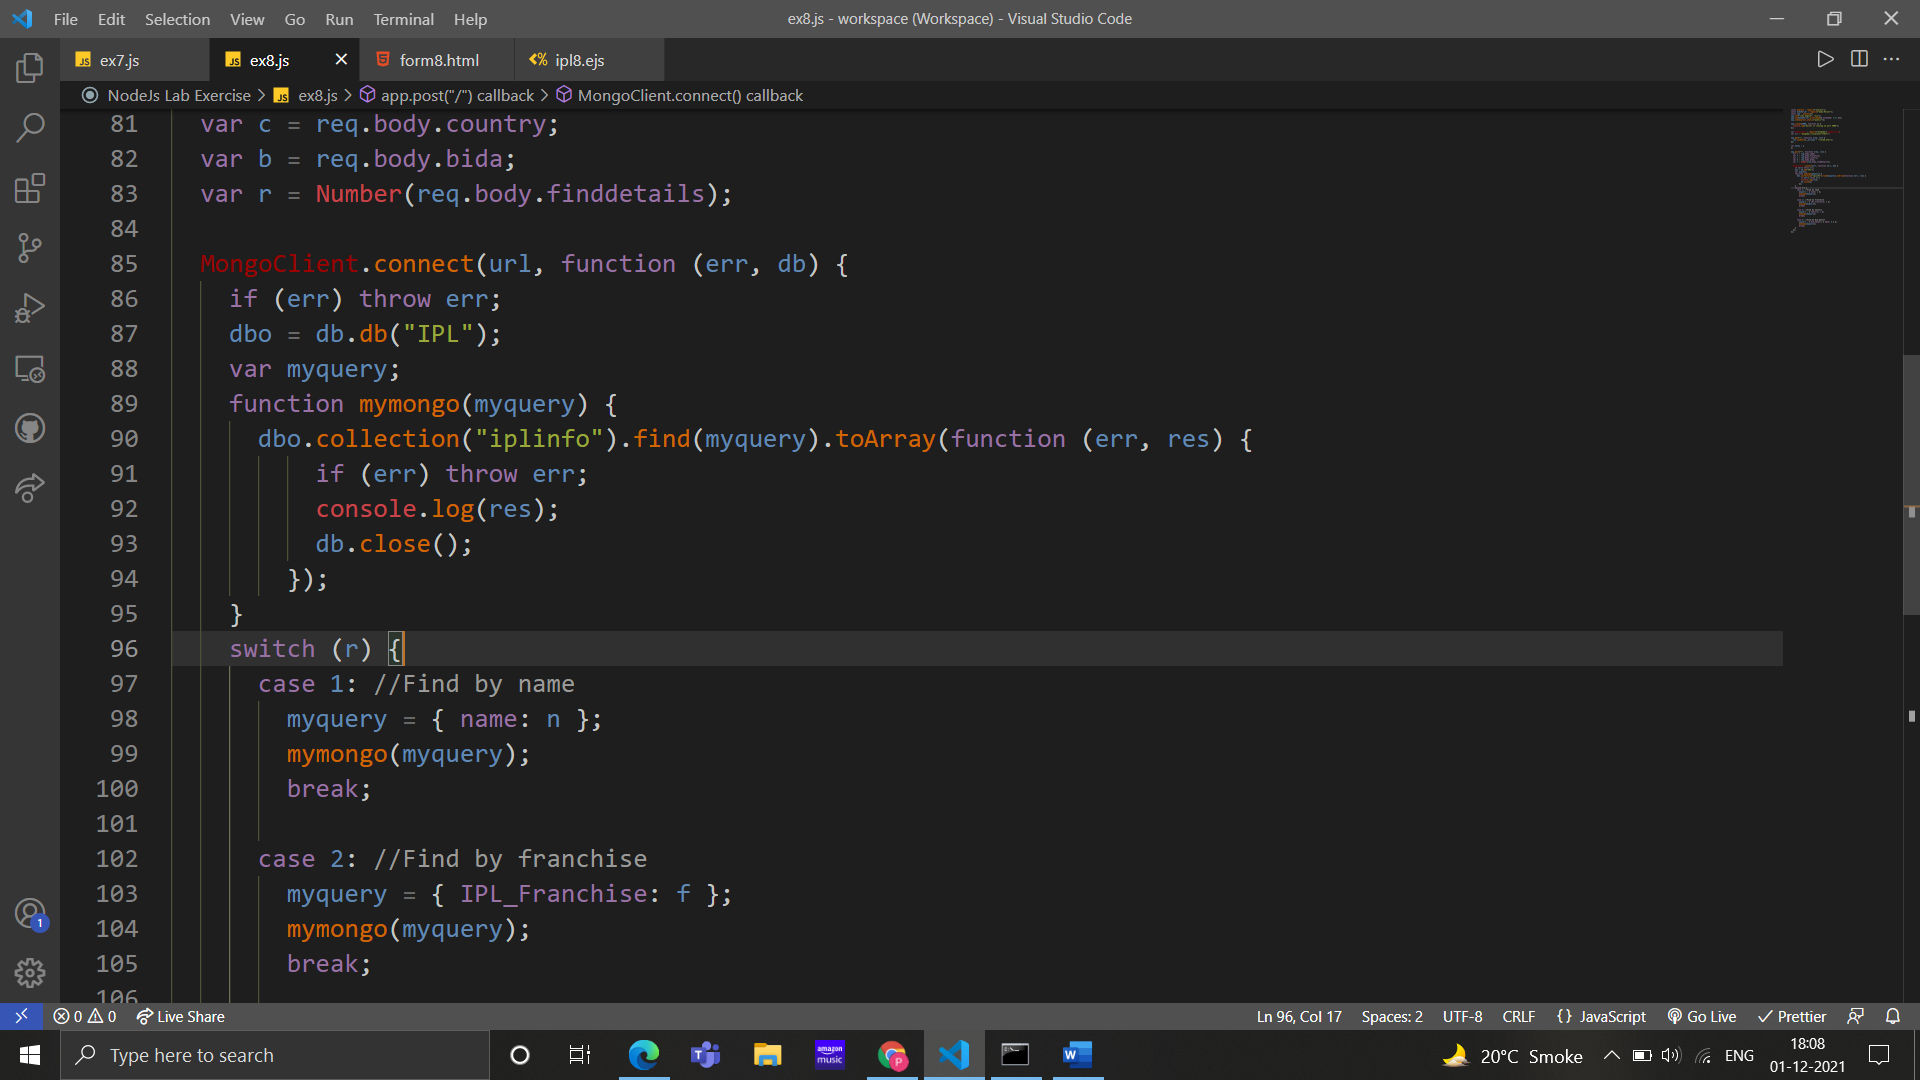 File Edit Selection View Go Run Terminal Help
ex8.js - workspace (Workspace) - Visual Studio Code
JS ex7.js
JS ex8.js
form8.html
<%> ipl8.ejs
NodeJs Lab Exercise > JS ex8.js > app.post("/") callback > MongoClient.connect() callback
81 var c = req.body.country;
82 var b = req.body.bida;
83 var r = Number(req.body.finddetails);
84
85 MongoClient.connect(url, function (err, db) {
86 if (err) throw err;
87 dbo = db.db("IPL");
88 var myquery;
89 function mymongo(myquery) {
90 dbo.collection("iplinfo").find(myquery).toArray(function (err, res) {
91 if (err) throw err;
92 console.log(res);
93 db.close();
94 });
95 }
96 switch (r) {
97 case 1: //Find by name
98 myquery = { name: n };
99 mymongo(myquery);
100 break;
101
102 case 2: //Find by franchise
103 myquery = { IPL_Franchise: f };
104 mymongo(myquery);
105 break;
106
1
0 0 Live Share
Ln 96, Col 17 Spaces: 2 UTF-8 CRLF {} JavaScript Go Live Prettier
Type here to search
amazon music
20°C Smoke
ENG
18:08
01-12-2021